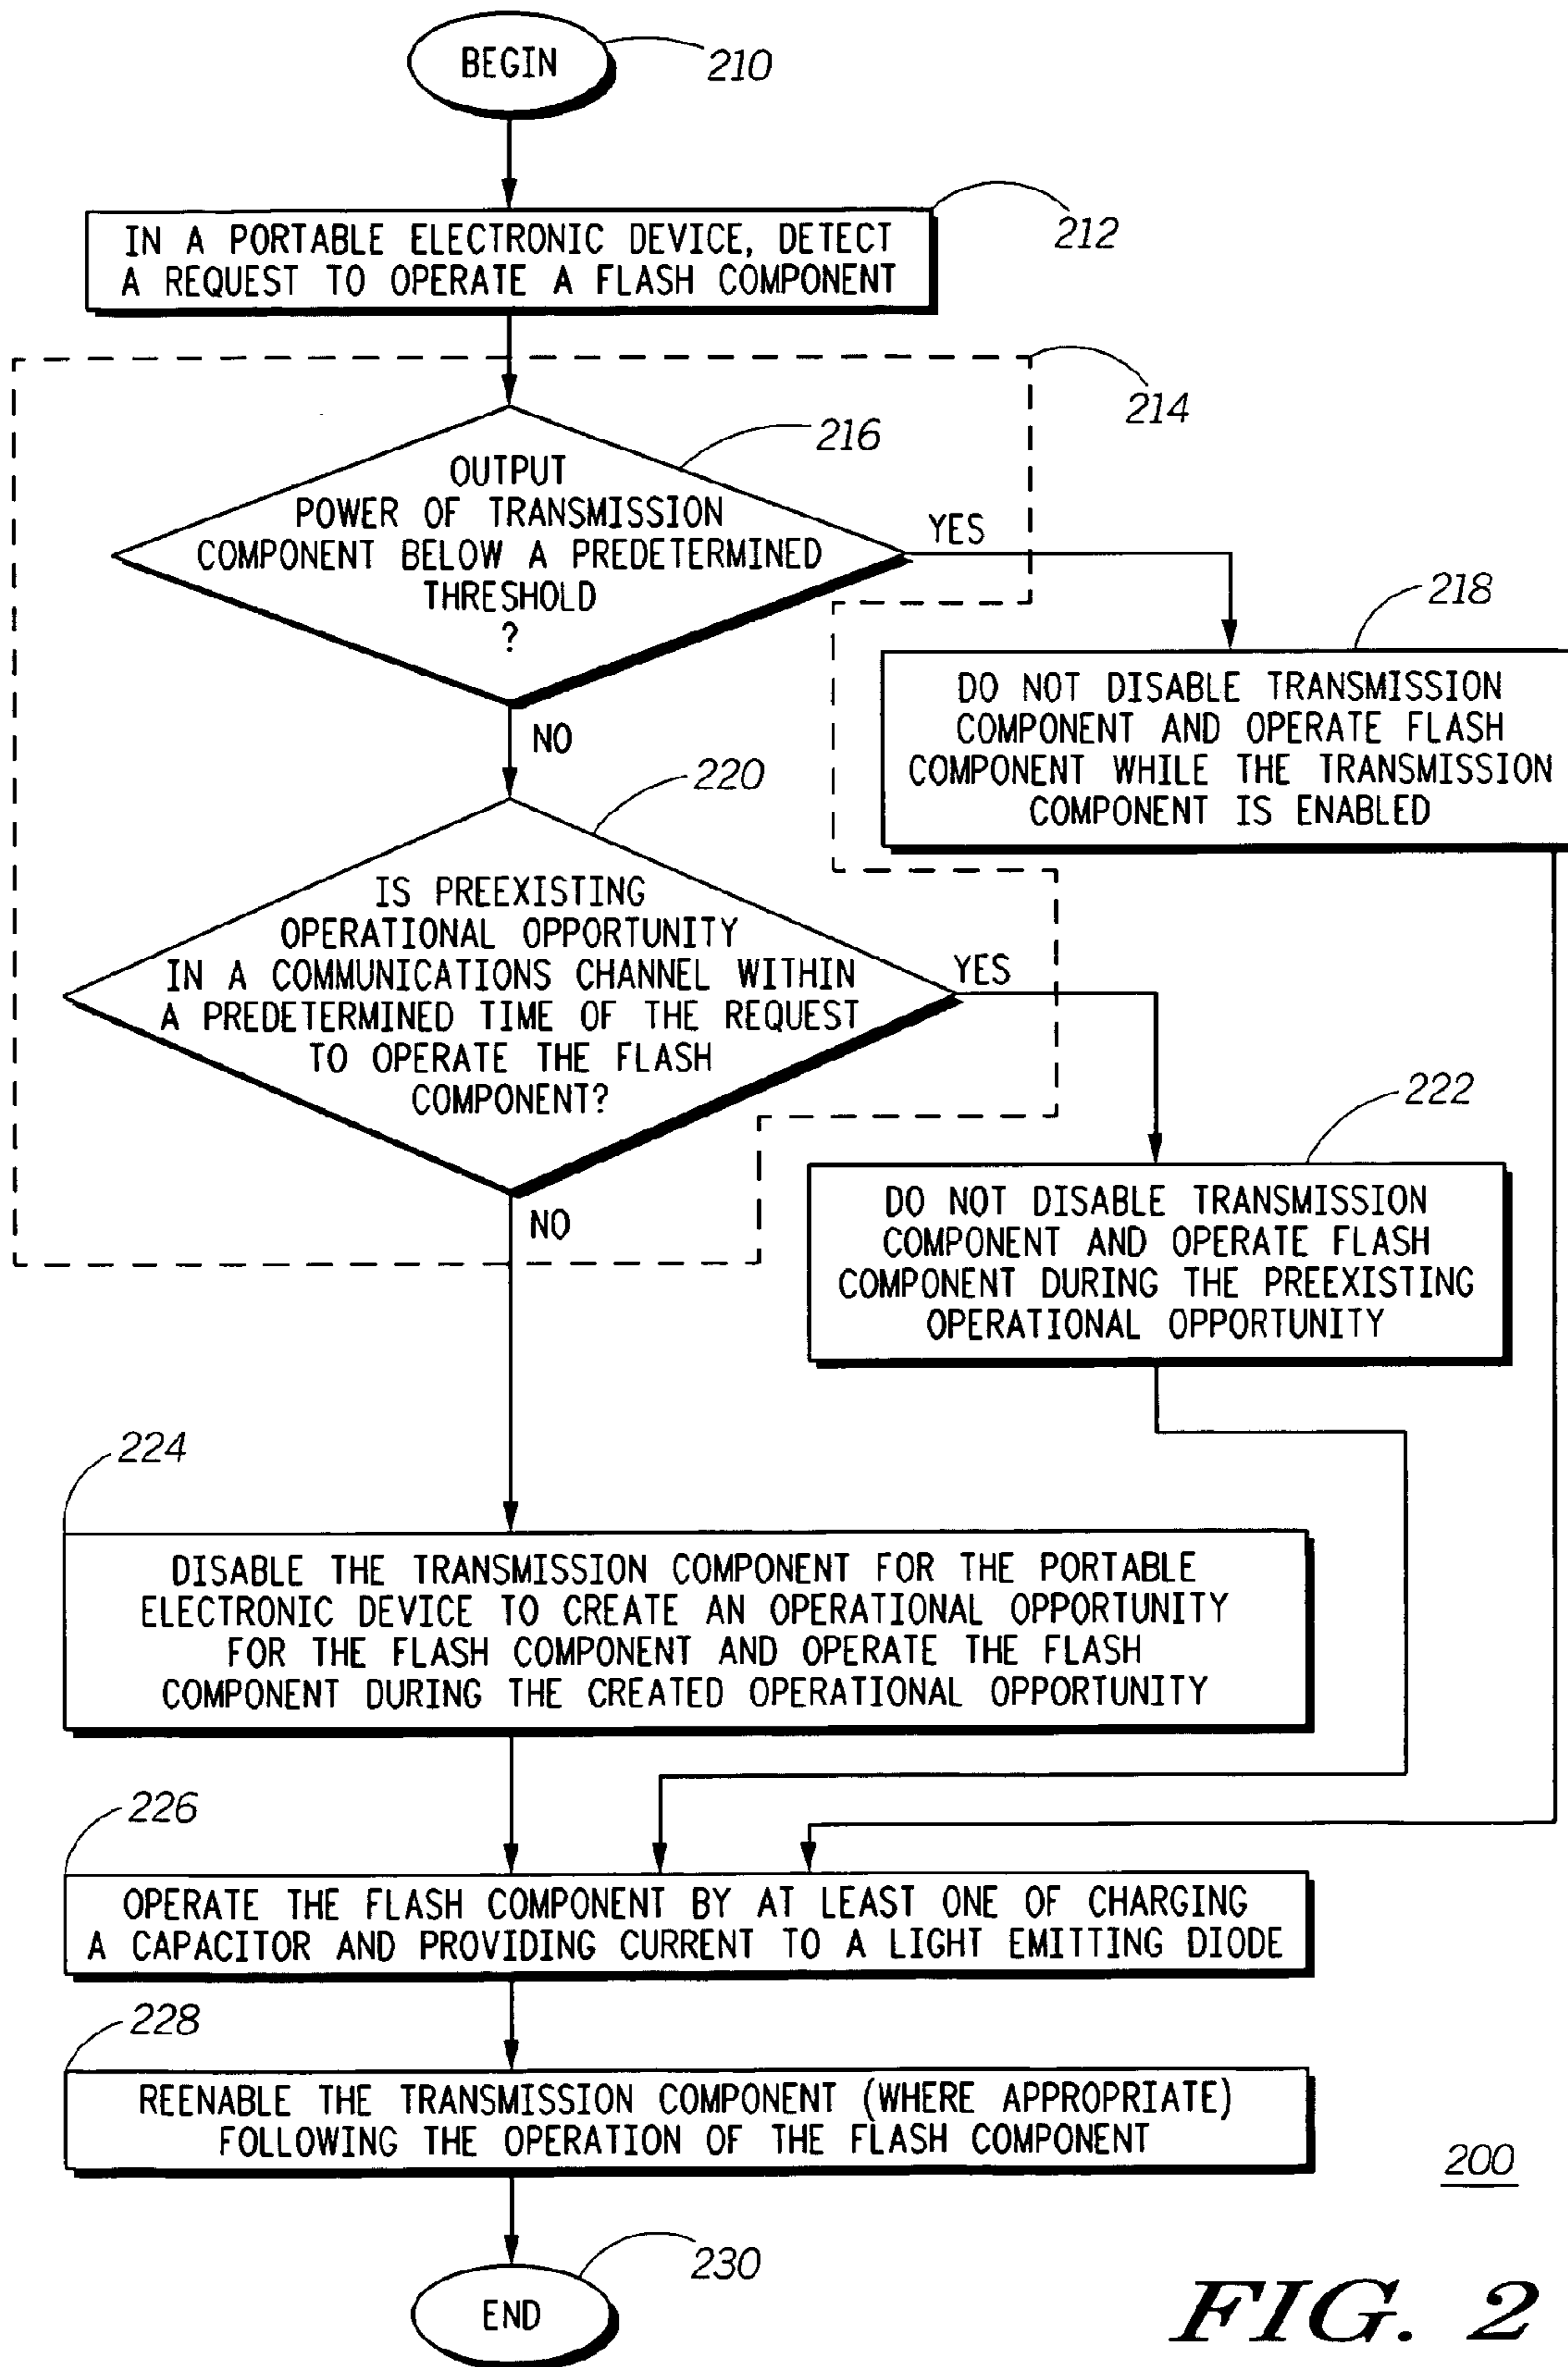 BEGIN
210
IN A PORTABLE ELECTRONIC DEVICE, DETECT
A REQUEST TO OPERATE A FLASH COMPONENT
212
214
216
OUTPUT
POWER OF TRANSMISSION
COMPONENT BELOW A PREDETERMINED
THRESHOLD
?
YES
NO
218
DO NOT DISABLE TRANSMISSION
COMPONENT AND OPERATE FLASH
COMPONENT WHILE THE TRANSMISSION
COMPONENT IS ENABLED
220
IS PREEXISTING
OPERATIONAL OPPORTUNITY
IN A COMMUNICATIONS CHANNEL WITHIN
A PREDETERMINED TIME OF THE REQUEST
TO OPERATE THE FLASH
COMPONENT?
YES
NO
222
DO NOT DISABLE TRANSMISSION
COMPONENT AND OPERATE FLASH
COMPONENT DURING THE PREEXISTING
OPERATIONAL OPPORTUNITY
224
DISABLE THE TRANSMISSION COMPONENT FOR THE PORTABLE
ELECTRONIC DEVICE TO CREATE AN OPERATIONAL OPPORTUNITY
FOR THE FLASH COMPONENT AND OPERATE THE FLASH
COMPONENT DURING THE CREATED OPERATIONAL OPPORTUNITY
226
OPERATE THE FLASH COMPONENT BY AT LEAST ONE OF CHARGING
A CAPACITOR AND PROVIDING CURRENT TO A LIGHT EMITTING DIODE
228
REENABLE THE TRANSMISSION COMPONENT (WHERE APPROPRIATE)
FOLLOWING THE OPERATION OF THE FLASH COMPONENT
200
END
230
FIG. 2